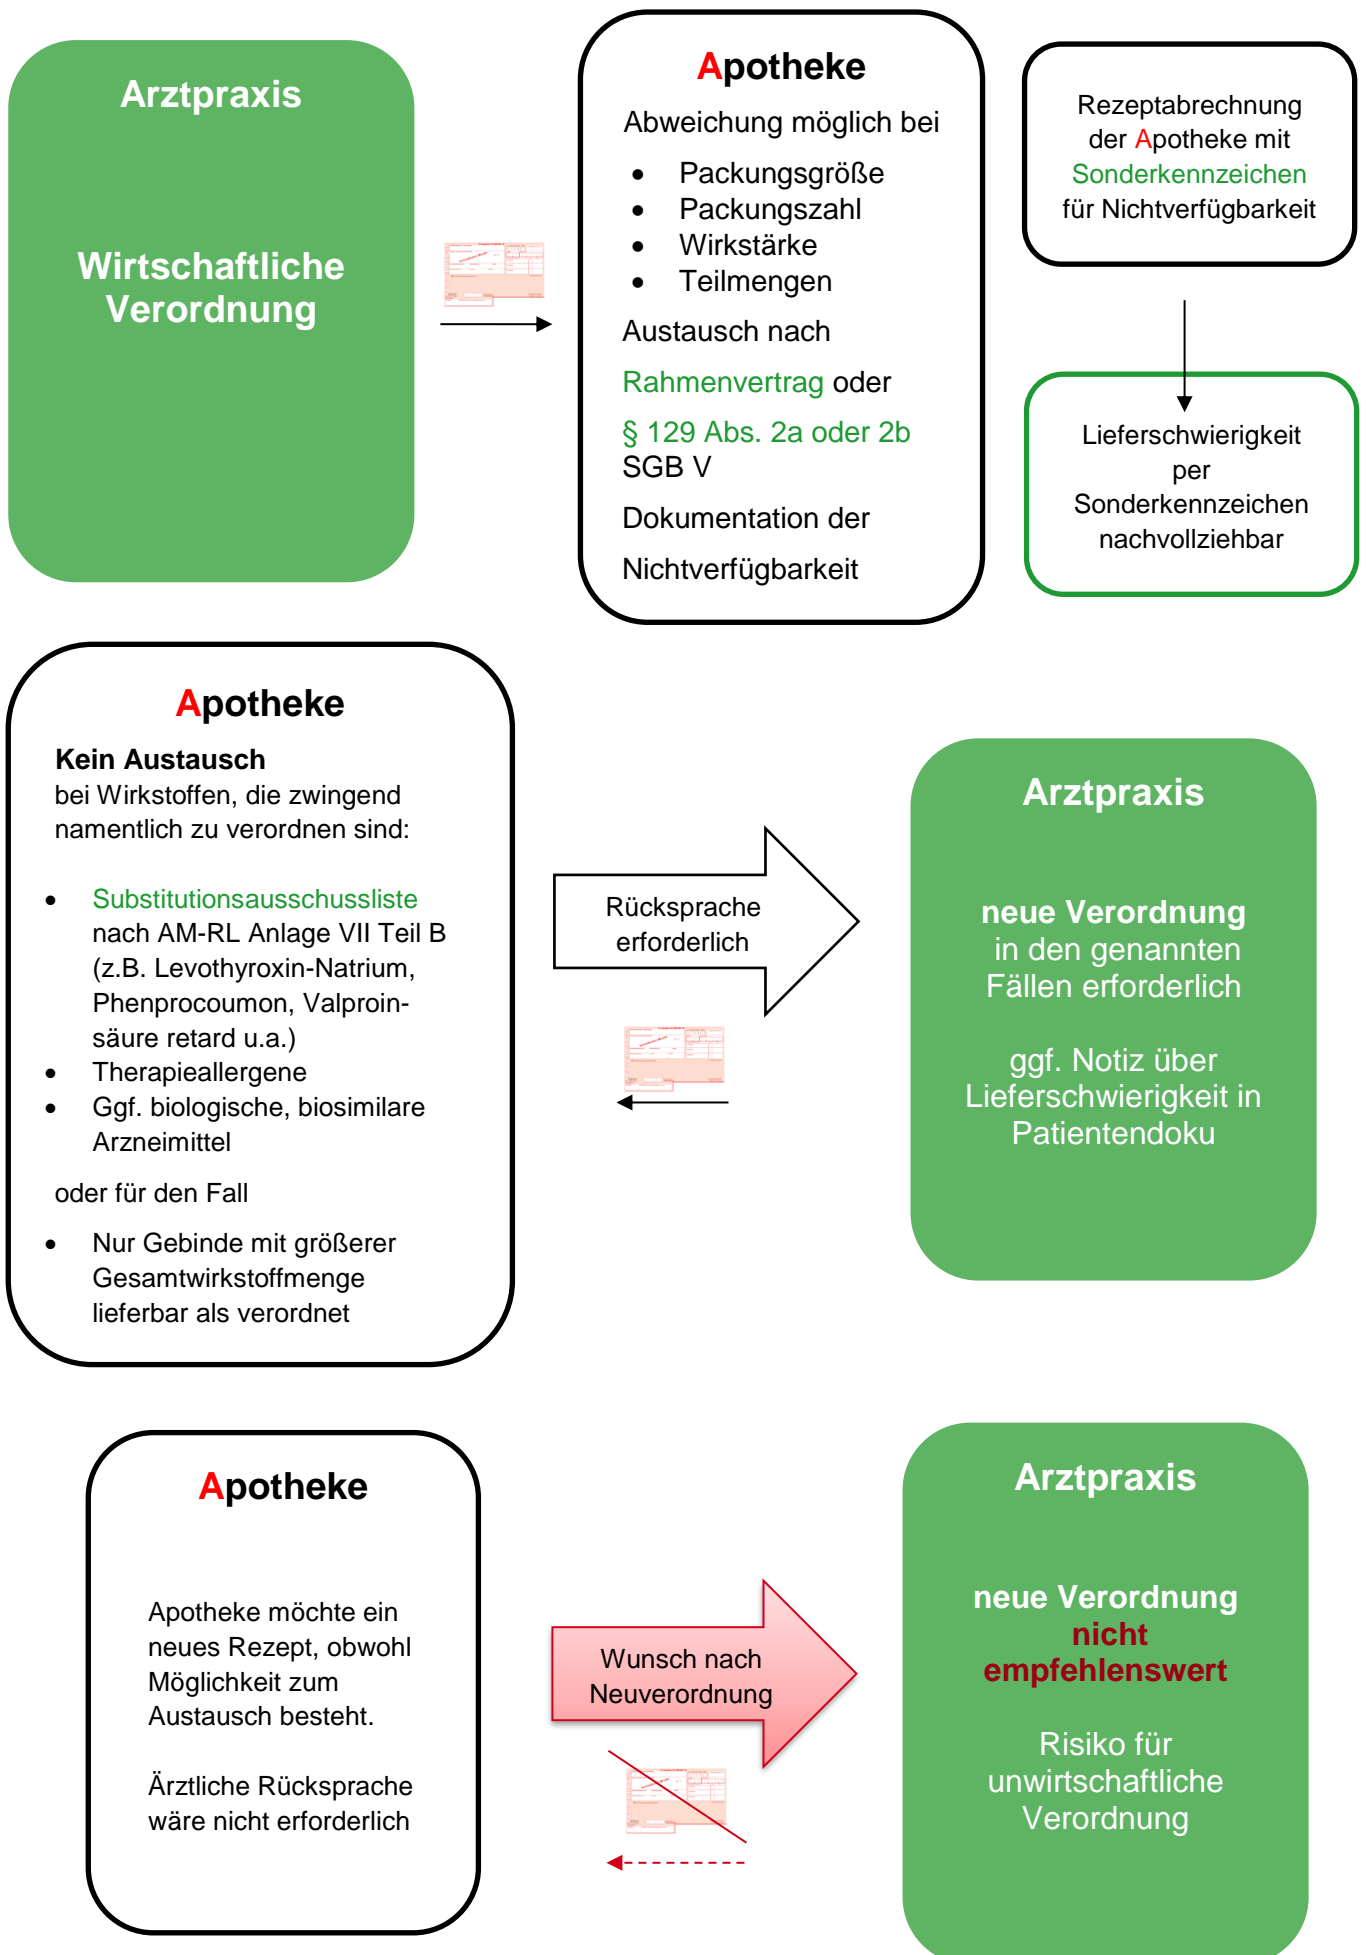 Arztpraxis
Wirtschaftliche
Verordnung
Apotheke
Abweichung möglich bei
• Packungsgröße
• Packungszahl
• Wirkstärke
• Teilmengen
Austausch nach
Rahmenvertrag oder
§ 129 Abs. 2a oder 2b
SGB V
Dokumentation der
Nichtverfügbarkeit
Rezeptabrechnung
der Apotheke mit
Sonderkennzeichen
für Nichtverfügbarkeit
Lieferschwierigkeit
per
Sonderkennzeichen
nachvollziehbar
Apotheke
Kein Austausch
bei Wirkstoffen, die zwingend
namentlich zu verordnen sind:
• Substitutionsausschussliste
nach AM-RL Anlage VII Teil B
(z.B. Levothyroxin-Natrium,
Phenprocoumon, Valproin-
säure retard u.a.)
• Therapieallergene
• Ggf. biologische, biosimilare
Arzneimittel
oder für den Fall
• Nur Gebinde mit größerer
Gesamtwirkstoffmenge
lieferbar als verordnet
Rücksprache
erforderlich
Arztpraxis
neue Verordnung
in den genannten
Fällen erforderlich
ggf. Notiz über
Lieferschwierigkeit in
Patientendoku
Apotheke
Apotheke möchte ein
neues Rezept, obwohl
Möglichkeit zum
Austausch besteht.
Ärztliche Rücksprache
wäre nicht erforderlich
Wunsch nach
Neuverordnung
Arztpraxis
neue Verordnung
nicht
empfehlenswert
Risiko für
unwirtschaftliche
Verordnung